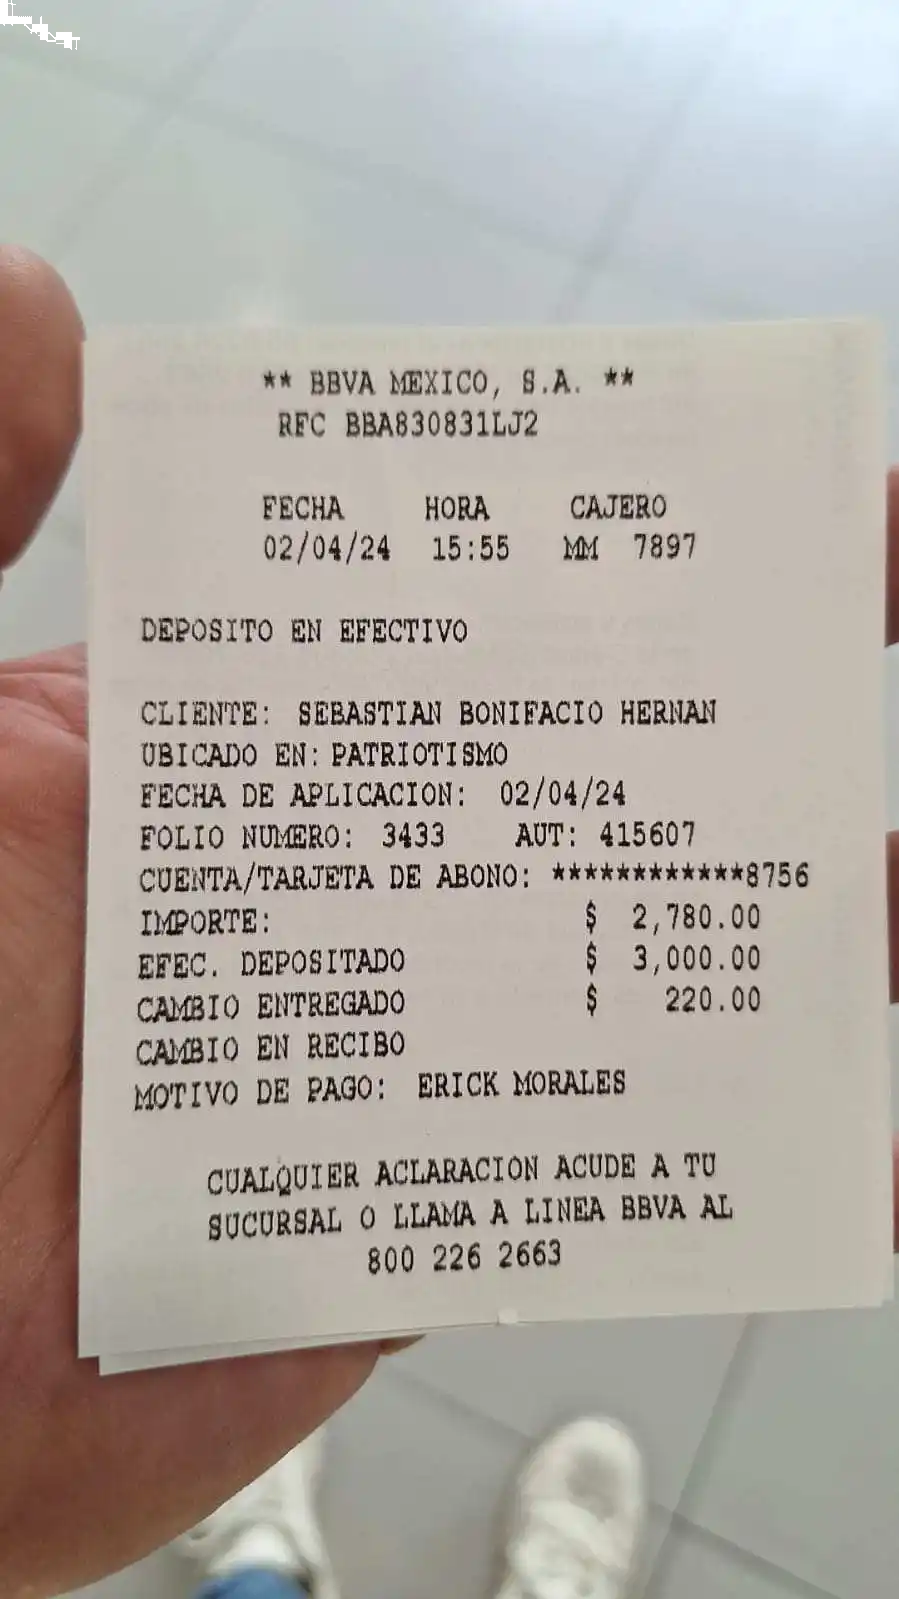 ** BBVA MEXICO, S.A. **
RFC BBA830831LJ2
FECHA HORA CAJERO
02/04/24 15:55 MM 7897
DEPOSITO EN EFECTIVO
CLIENTE: SEBASTIAN BONIFACIO HERNAN
UBICADO EN: PATRIOTISMO
FECHA DE APLICACION: 02/04/24
FOLIO NUMERO: 3433 AUT: 415607
CUENTA/TARJETA DE ABONO: ************8756
IMPORTE: $ 2,780.00
EFEC. DEPOSITADO $ 3,000.00
CAMBIO ENTREGADO $ 220.00
CAMBIO EN RECIBO
MOTIVO DE PAGO: ERICK MORALES
CUALQUIER ACLARACION ACUDE A TU
SUCURSAL O LLAMA A LINEA BBVA AL
800 226 2663